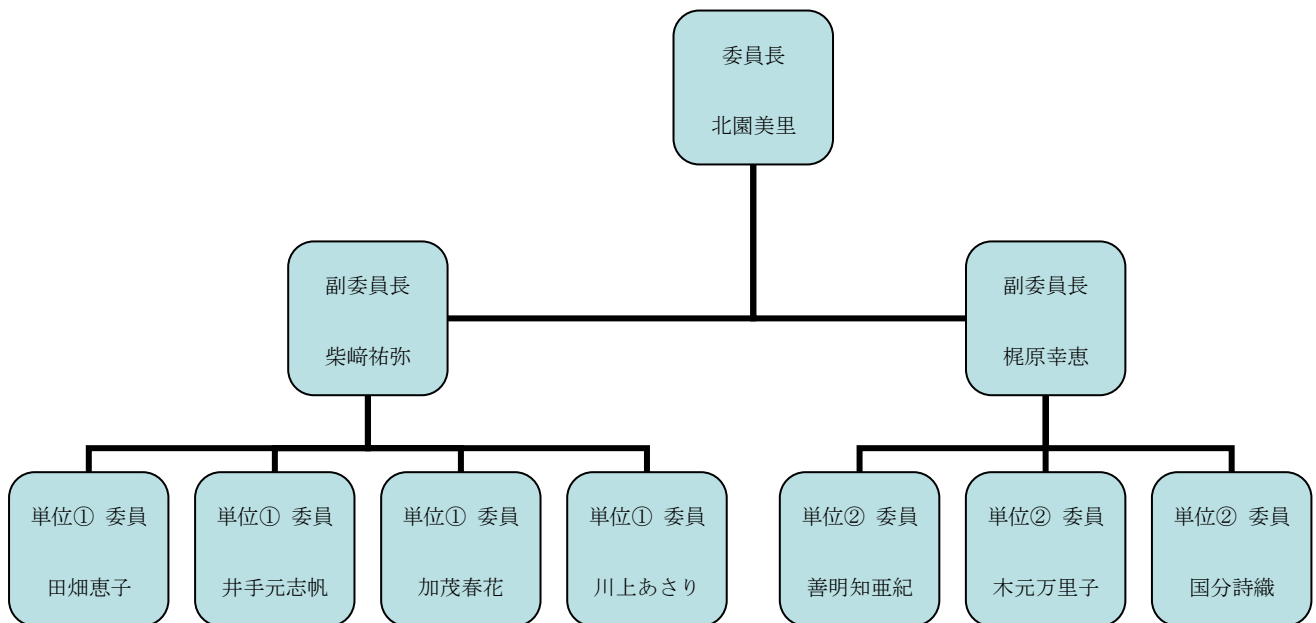 委員長
北園美里
副委員長
柴﨑祐弥
副委員長
梶原幸恵
単位① 委員
田畑恵子
単位① 委員
井手元志帆
単位① 委員
加茂春花
単位① 委員
川上あさり
単位② 委員
善明知亜紀
単位② 委員
木元万里子
単位② 委員
国分詩織